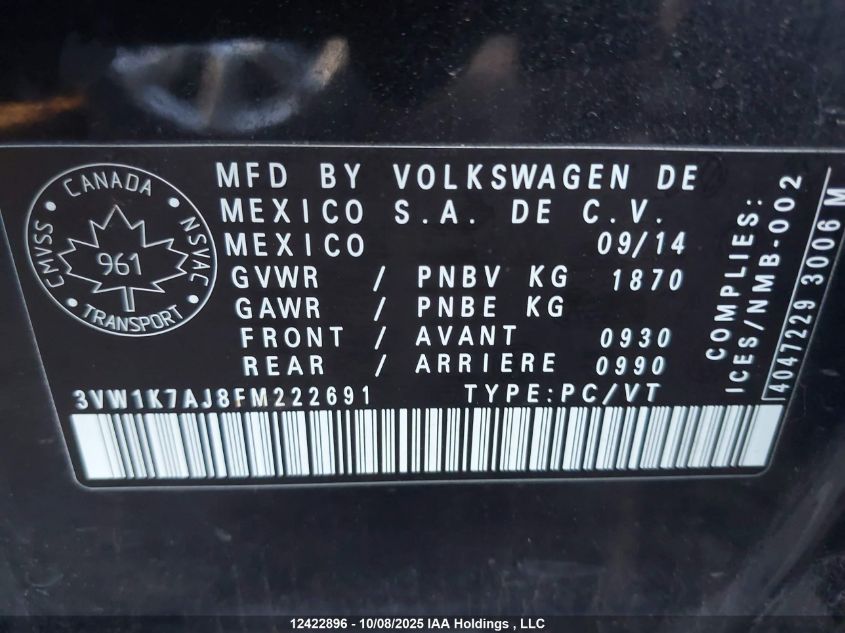 CANADA
CMVSS
NSVAC
961
TRANSPORT
MFD BY VOLKSWAGEN DE
MEXICO S.A. DE C.V.
MEXICO 09/14
GVWR / PNBV KG 1870
GAWR / PNBE KG
FRONT / AVANT 0930
REAR / ARRIERE 0990
3VW1K7AJ8FM222691 TYPE:PC/VT
COMPLIES:
ICES/NMB-002
4047229 3006 M
12422896 - 10/08/2025 IAA Holdings , LLC